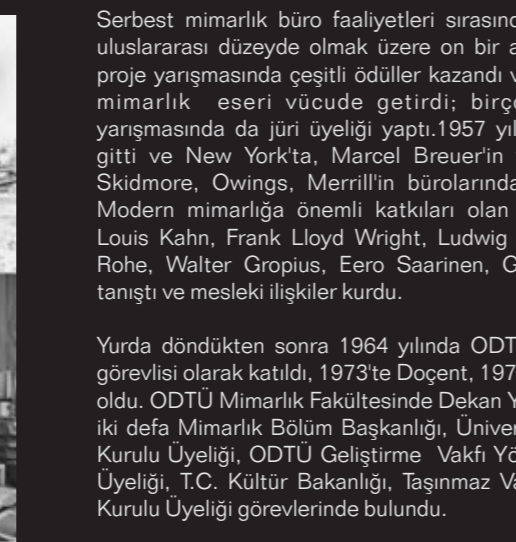 Serbest mimarlık büro faaliyetleri sırasınd
uluslararası düzeyde olmak üzere on bir a
proje yarışmasında çeşitli ödüller kazandı v
mimarlık eseri vücude getirdi; birço
yarışmasında da jüri üyeliği yaptı.1957 yıl
gitti ve New York'ta, Marcel Breuer'in
Skidmore, Owings, Merrill'in bürolarında
Modern mimarlığa önemli katkıları olan
Louis Kahn, Frank Lloyd Wright, Ludwig
Rohe, Walter Gropius, Eero Saarinen, G
tanıştı ve mesleki ilişkiler kurdu.

Yurda döndükten sonra 1964 yılında ODT
görevlisi olarak katıldı, 1973'te Doçent, 197
oldu. ODTÜ Mimarlık Fakültesinde Dekan Y
iki defa Mimarlık Bölüm Başkanlığı, Üniver
Kurulu Üyeliği, ODTÜ Geliştirme Vakfı Yö
Üyeliği, T.C. Kültür Bakanlığı, Taşınmaz Va
Kurulu Üyeliği görevlerinde bulundu.